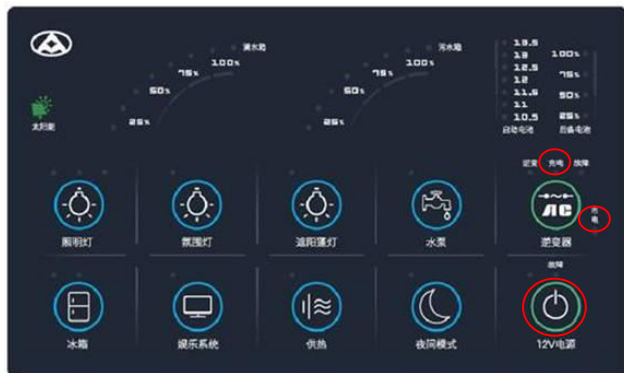 清水箱
污水箱
13.5
13
12.5
12
11.5
11
10.5
100%
75%
50%
25%
100%
75%
50%
25%
100%
75%
50%
25%
太阳能
启动电池
后备电池
逆变 充电 故障
市电
AC
照明灯
氛围灯
遮阳篷灯
水泵
逆变器
故障
冰箱
娱乐系统
供热
夜间模式
12V电源